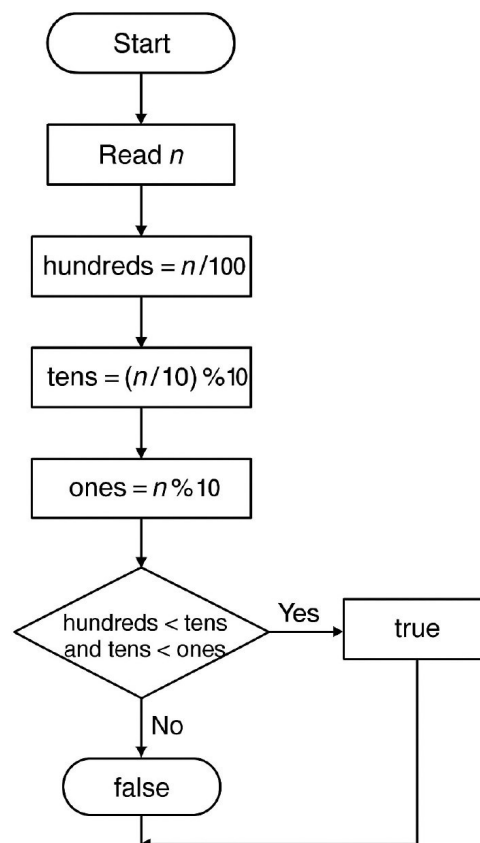 Start
Read n
hundreds = n/100
tens = (n/10) %10
ones = n%10
hundreds < tens
and tens < ones
Yes
true
No
false